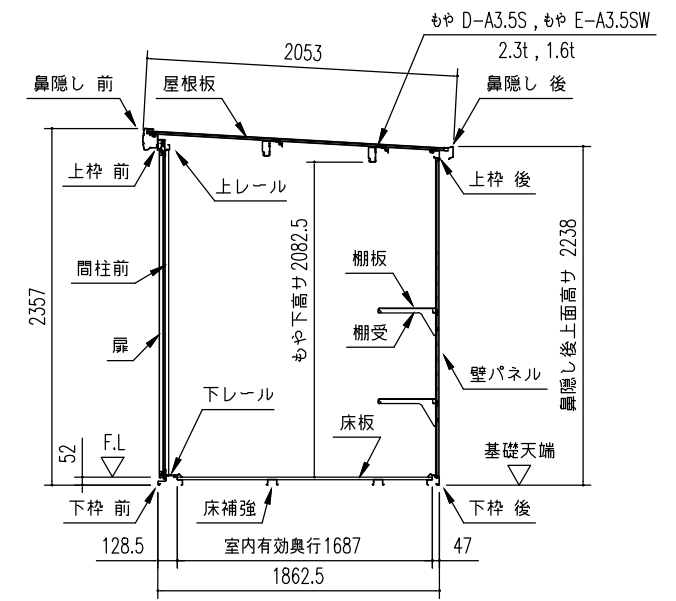 もや D-A3.5S , もや E-A3.5SW
2.3t , 1.6t
2053
鼻隠し 前
屋根板
鼻隠し 後
上枠 前
上レール
上枠 後
もや下高サ2082.5
鼻隠し後上面高サ 2238
2357
間柱前
棚板
棚受
扉
壁パネル
下レール
床板
F.L
52
基礎天端
下枠 前
床補強
下枠 後
128.5
室内有効奥行1687
47
1862.5